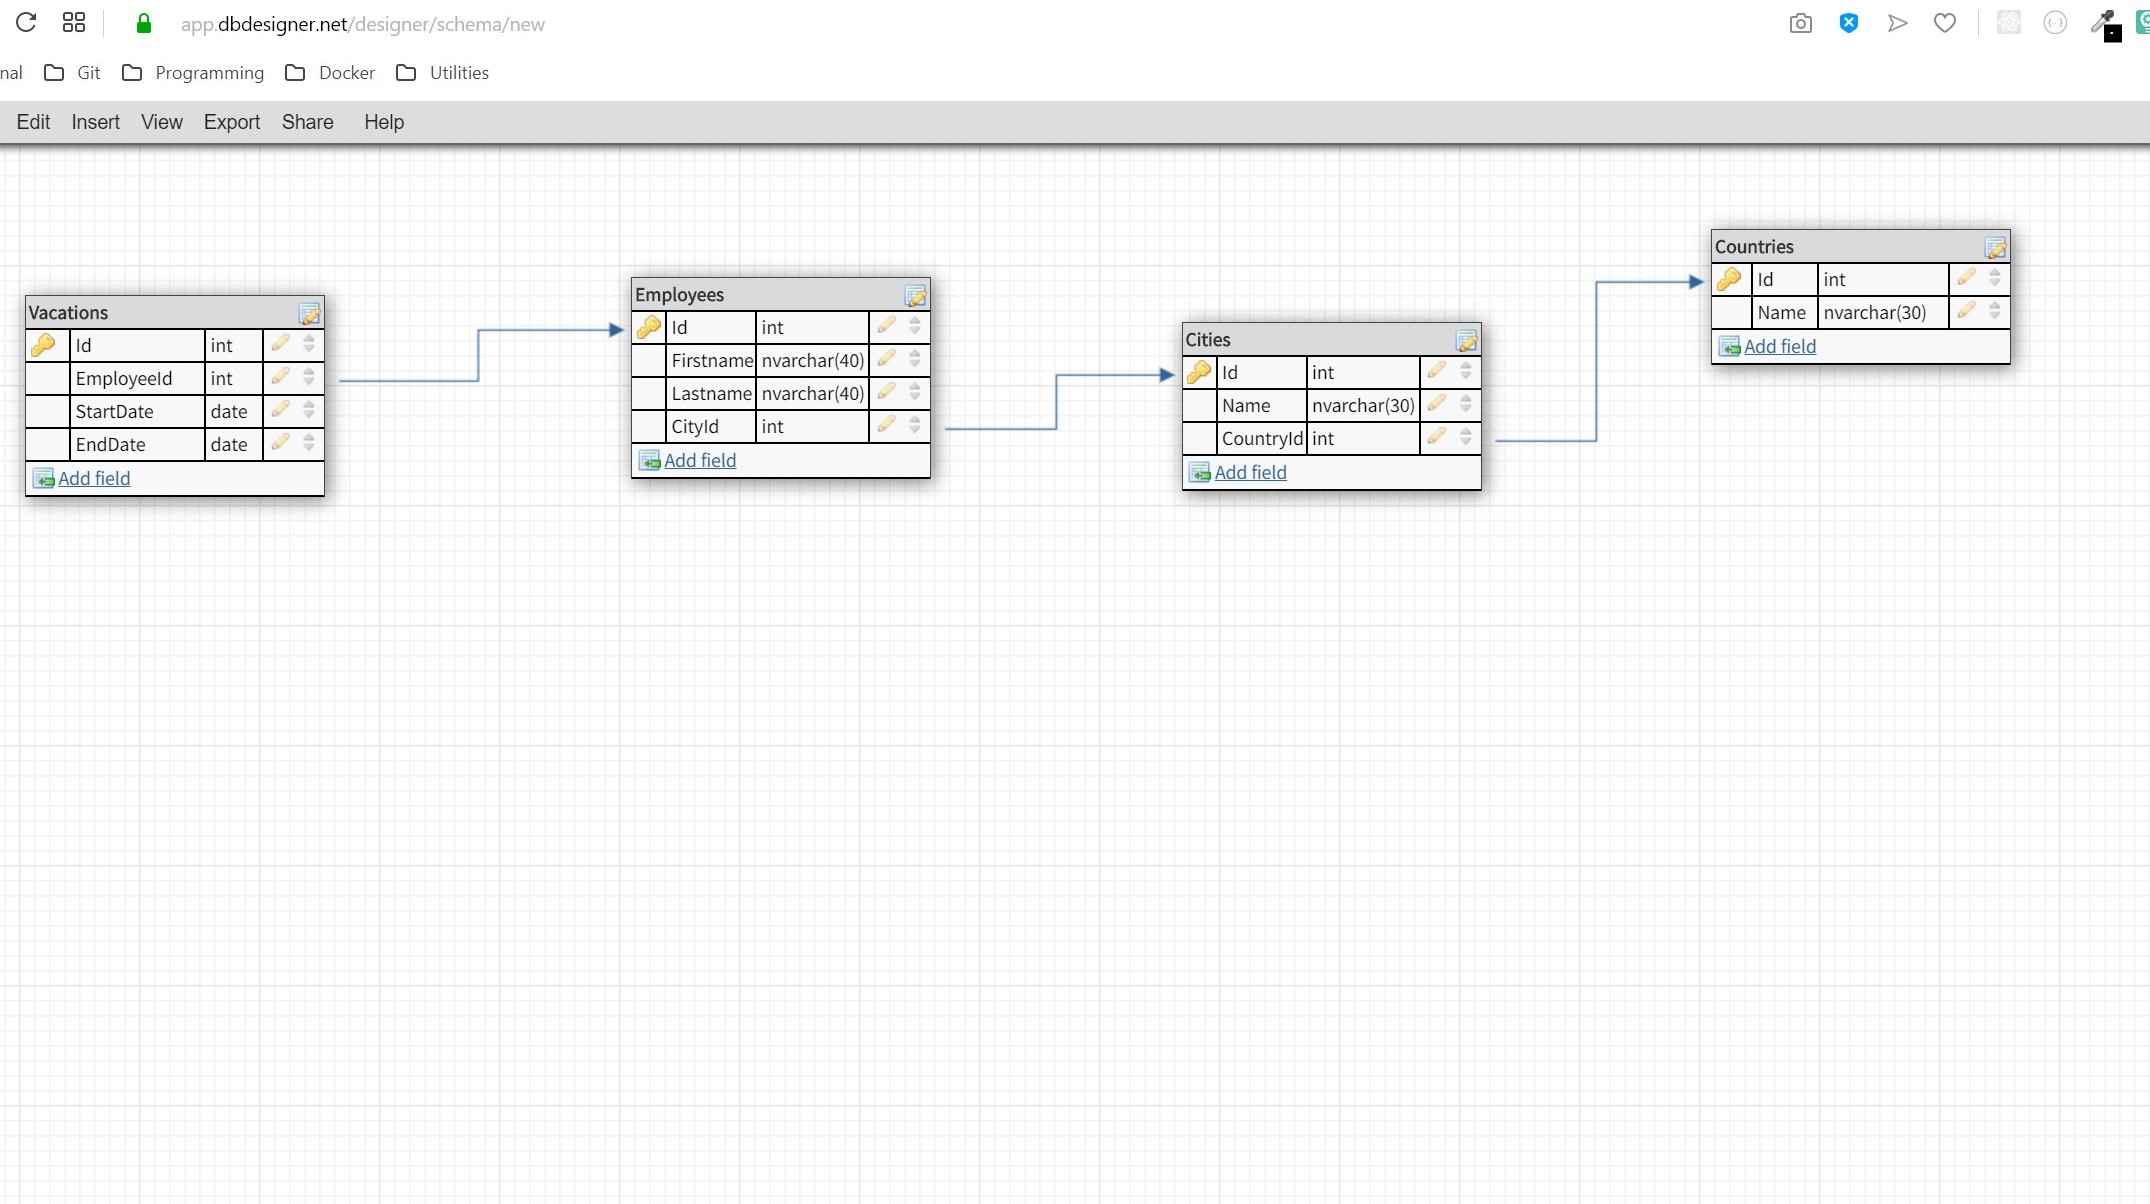 app.dbdesigner.net/designer/schema/new
nal Git Programming Docker Utilities
Edit Insert View Export Share Help
Vacations
Id int
EmployeeId int
StartDate date
EndDate date
Add field
Employees
Id int
Firstname nvarchar(40)
Lastname nvarchar(40)
CityId int
Add field
Cities
Id int
Name nvarchar(30)
CountryId int
Add field
Countries
Id int
Name nvarchar(30)
Add field